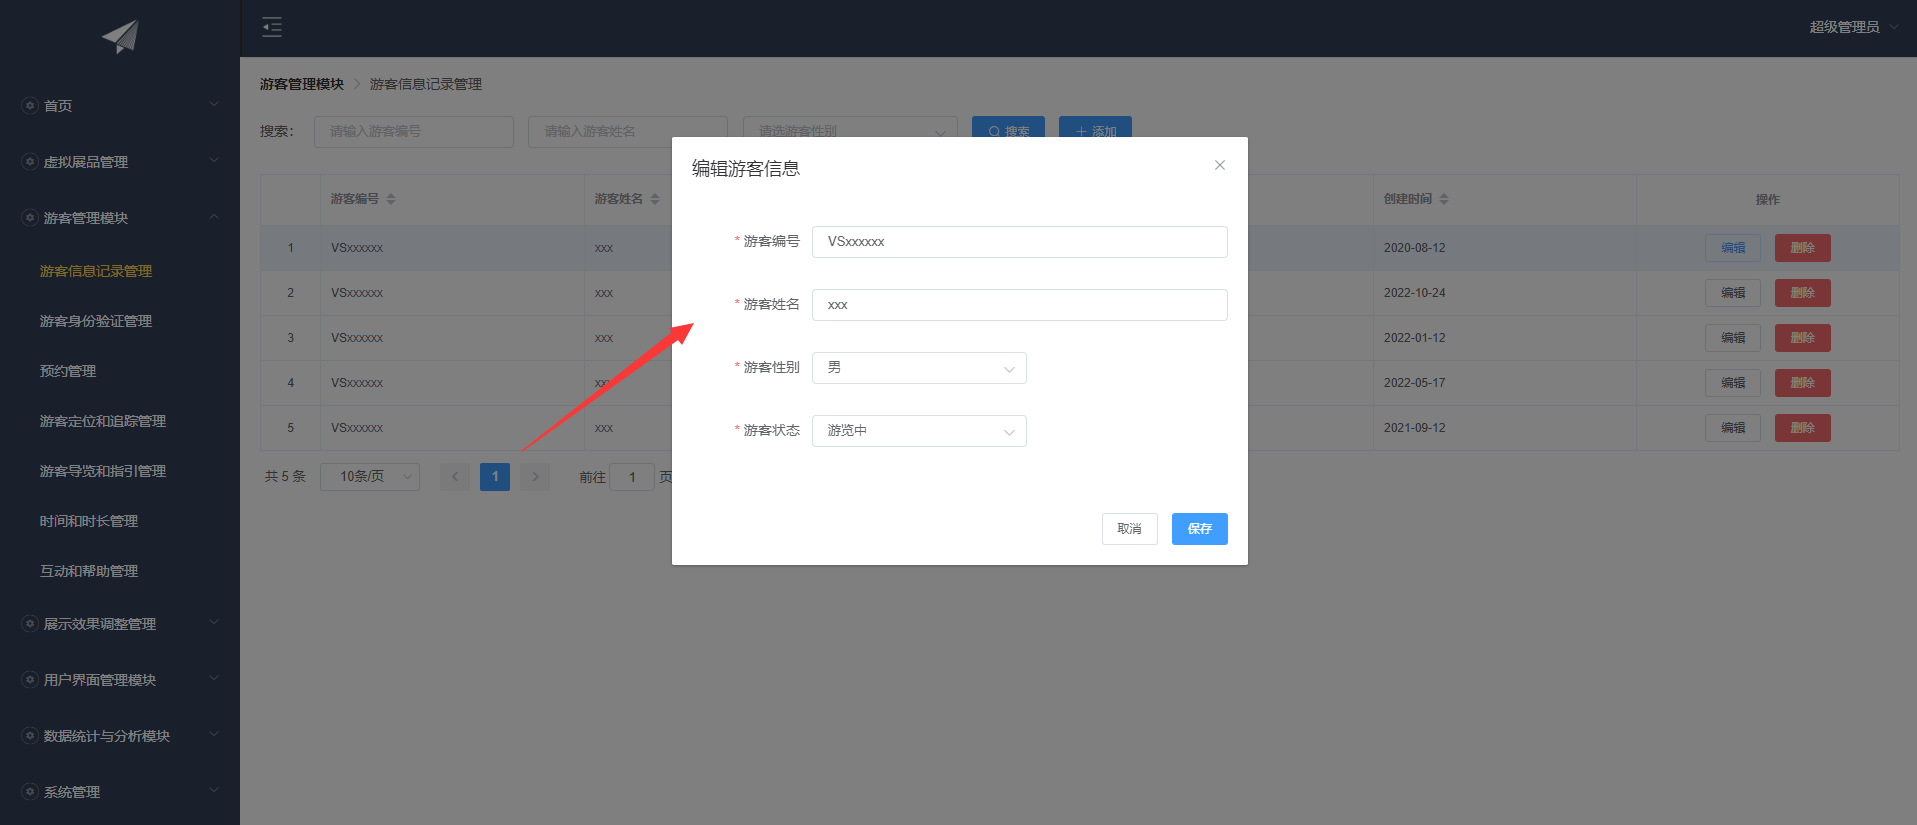 超级管理员
首页
虚拟展品管理
游客管理模块
游客信息记录管理
游客身份验证管理
预约管理
游客定位和追踪管理
游客导览和指引管理
时间和时长管理
互动和帮助管理
展示效果调整管理
用户界面管理模块
数据统计与分析模块
系统管理
游客管理模块 > 游客信息记录管理
搜索： 请输入游客编号 请输入游客姓名 请选游客性别 搜索 添加
游客编号 游客姓名 创建时间 操作
1 VSxxxxxx xxx 2020-08-12 编辑 删除
2 VSxxxxxx xxx 2022-10-24 编辑 删除
3 VSxxxxxx xxx 2022-01-12 编辑 删除
4 VSxxxxxx xxx 2022-05-17 编辑 删除
5 VSxxxxxx xxx 2021-09-12 编辑 删除
共 5 条 10条/页 1 前往 1 页
编辑游客信息
* 游客编号 VSxxxxxx
* 游客姓名 xxx
* 游客性别 男
* 游客状态 游览中
取消 保存